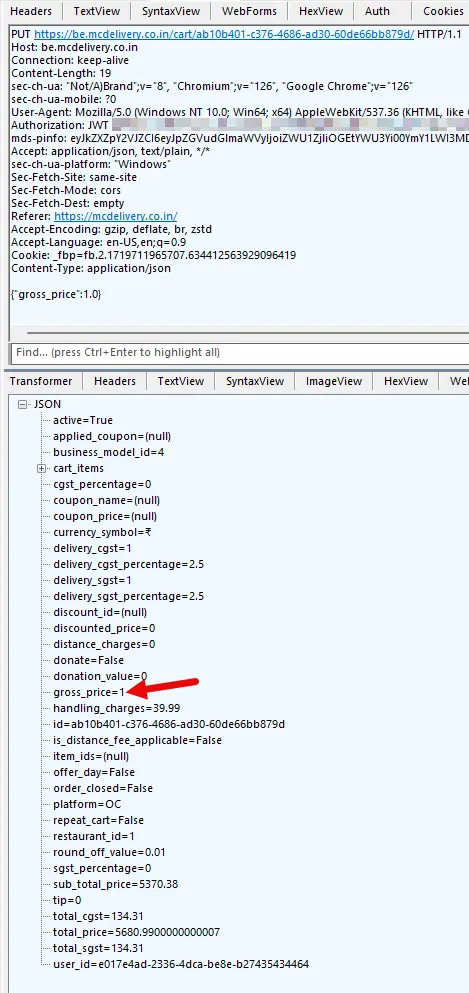 Headers TextView SyntaxView WebForms HexView Auth Cookies
PUT https://be.mcdelivery.co.in/cart/ab10b401-c376-4686-ad30-60de66bb879d/ HTTP/1.1
Host: be.mcdelivery.co.in
Connection: keep-alive
Content-Length: 19
sec-ch-ua: "Not/A)Brand";v="8", "Chromium";v="126", "Google Chrome";v="126"
sec-ch-ua-mobile: ?0
User-Agent: Mozilla/5.0 (Windows NT 10.0; Win64; x64) AppleWebKit/537.36 (KHTML, like
Authorization: JWT
mds-pinfo:
Accept: application/json, text/plain, */*
sec-ch-ua-platform: "Windows"
Sec-Fetch-Site: same-site
Sec-Fetch-Mode: cors
Sec-Fetch-Dest: empty
Referer: https://mcdelivery.co.in/
Accept-Encoding: gzip, deflate, br, zstd
Accept-Language: en-US,en;q=0.9
Cookie: _fbp=fb.2.1719711965707.634412563929096419
Content-Type: application/json
{"gross_price":1.0}
Find... (press Ctrl+Enter to highlight all)
Transformer Headers TextView SyntaxView ImageView HexView
JSON
active=True
applied_coupon=(null)
business_model_id=4
cart_items
cgst_percentage=0
coupon_name=(null)
coupon_price=(null)
currency_symbol=₹
delivery_cgst=1
delivery_cgst_percentage=2.5
delivery_sgst=1
delivery_sgst_percentage=2.5
discount_id=(null)
discounted_price=0
distance_charges=0
donate=False
donation_value=0
gross_price=1
handling_charges=39.99
id=ab10b401-c376-4686-ad30-60de66bb879d
is_distance_fee_applicable=False
item_ids=(null)
offer_day=False
order_closed=False
platform=OC
repeat_cart=False
restaurant_id=1
round_off_value=0.01
sgst_percentage=0
sub_total_price=5370.38
tip=0
total_cgst=134.31
total_price=5680.9900000000007
total_sgst=134.31
user_id=e017e4ad-2336-4dca-be8e-b27435434464